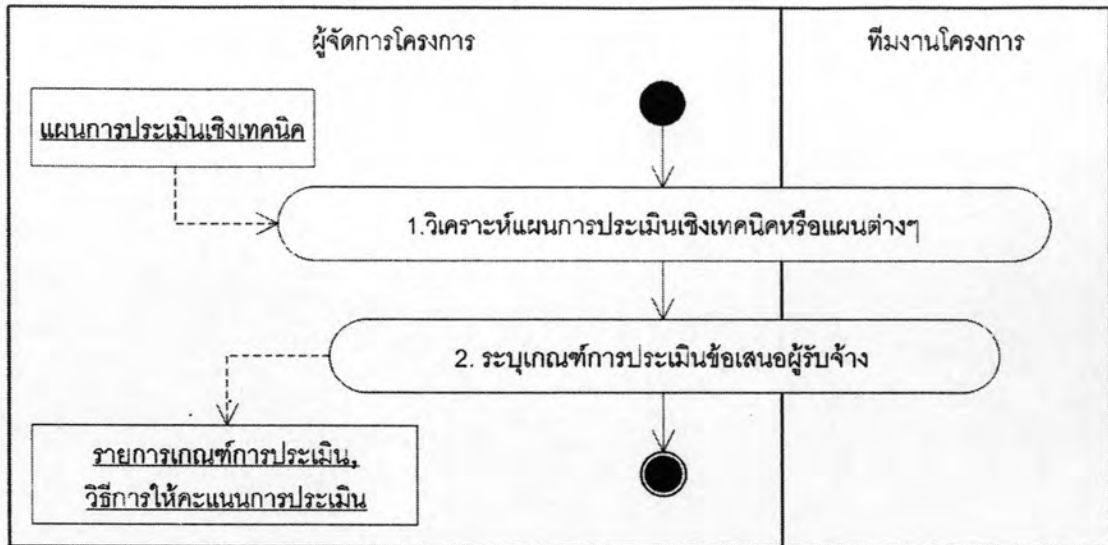 ผู้จัดการโครงการ
ทีมงานโครงการ
แผนการประเมินเชิงเทคนิค
1.วิเคราะห์แผนการประเมินเชิงเทคนิคหรือแผนต่างๆ
2. ระบุเกณฑ์การประเมินข้อเสนอผู้รับจ้าง
รายการเกณฑ์การประเมิน,
วิธีการให้คะแนนการประเมิน